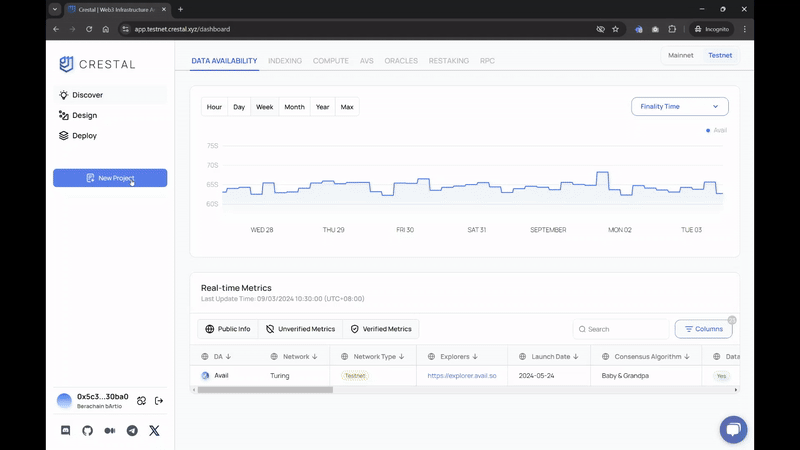 Crestal | Web3 Infrastructure A
app.testnet.crestal.xyz/dashboard
Incognito
CRESTAL
Discover
Design
Deploy
New Project
0x5c3...30ba0
Berachain bArtio
DATA AVAILABILITY INDEXING COMPUTE AVS ORACLES RESTAKING RPC
Mainnet Testnet
Hour Day Week Month Year Max
Finality Time
Avail
75S
70S
65S
60S
WED 28 THU 29 FRI 30 SAT 31 SEPTEMBER MON 02 TUE 03
Real-time Metrics
Last Update Time: 09/03/2024 10:30:00 (UTC+08:00)
Public Info Unverified Metrics Verified Metrics
Search
Columns
DA Network Network Type Explorers Launch Date Consensus Algorithm Data
Avail Turing Testnet https://explorer.avail.so 2024-05-24 Baby & Grandpa Yes